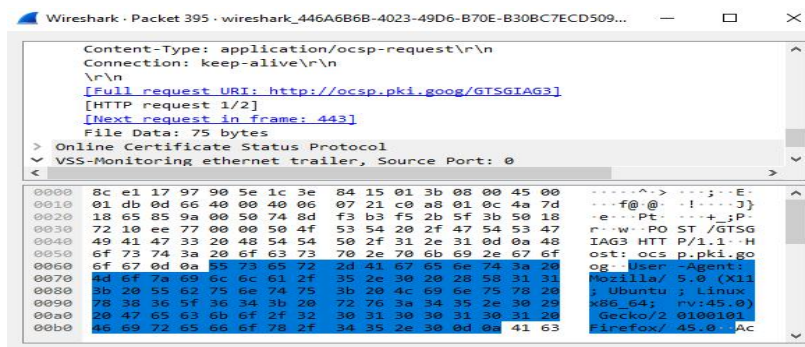 Wireshark · Packet 395 · wireshark_446A6B6B-4023-49D6-B70E-B30BC7ECD509...
Content-Type: application/ocsp-request\r\n
Connection: keep-alive\r\n
\r\n
[Full request URI: http://ocsp.pki.goog/GTSGIAG3]
[HTTP request 1/2]
[Next request in frame: 443]
File Data: 75 bytes
Online Certificate Status Protocol
VSS-Monitoring ethernet trailer, Source Port: 0
0000 8c e1 17 97 90 5e 1c 3e 84 15 01 3b 08 00 45 00 ·····^·> ···;··E·
0010 01 db 0d 66 40 00 40 06 07 21 c0 a8 01 0c 4a 7d ···f@·@· ·!····J}
0020 18 65 85 9a 00 50 74 8d f3 b3 f5 2b 5f 3b 50 18 ·e···Pt· ···+_;P·
0030 72 10 ee 77 00 00 50 4f 53 54 20 2f 47 54 53 47 r··w··PO ST /GTSG
0040 49 41 47 33 20 48 54 54 50 2f 31 2e 31 0d 0a 48 IAG3 HTT P/1.1··H
0050 6f 73 74 3a 20 6f 63 73 70 2e 70 6b 69 2e 67 6f ost: ocs p.pki.go
0060 6f 67 0d 0a 55 73 65 72 2d 41 67 65 6e 74 3a 20 og··User -Agent:
0070 4d 6f 7a 69 6c 6c 61 2f 35 2e 30 20 28 58 31 31 Mozilla/ 5.0 (X11
0080 3b 20 55 62 75 6e 74 75 3b 20 4c 69 6e 75 78 20 ; Ubuntu ; Linux
0090 78 38 36 5f 36 34 3b 20 72 76 3a 34 35 2e 30 29 x86_64; rv:45.0)
00a0 20 47 65 63 6b 6f 2f 32 30 31 30 30 31 30 31 20 Gecko/2 0100101
00b0 46 69 72 65 66 6f 78 2f 34 35 2e 30 0d 0a 41 63 Firefox/ 45.0··Ac